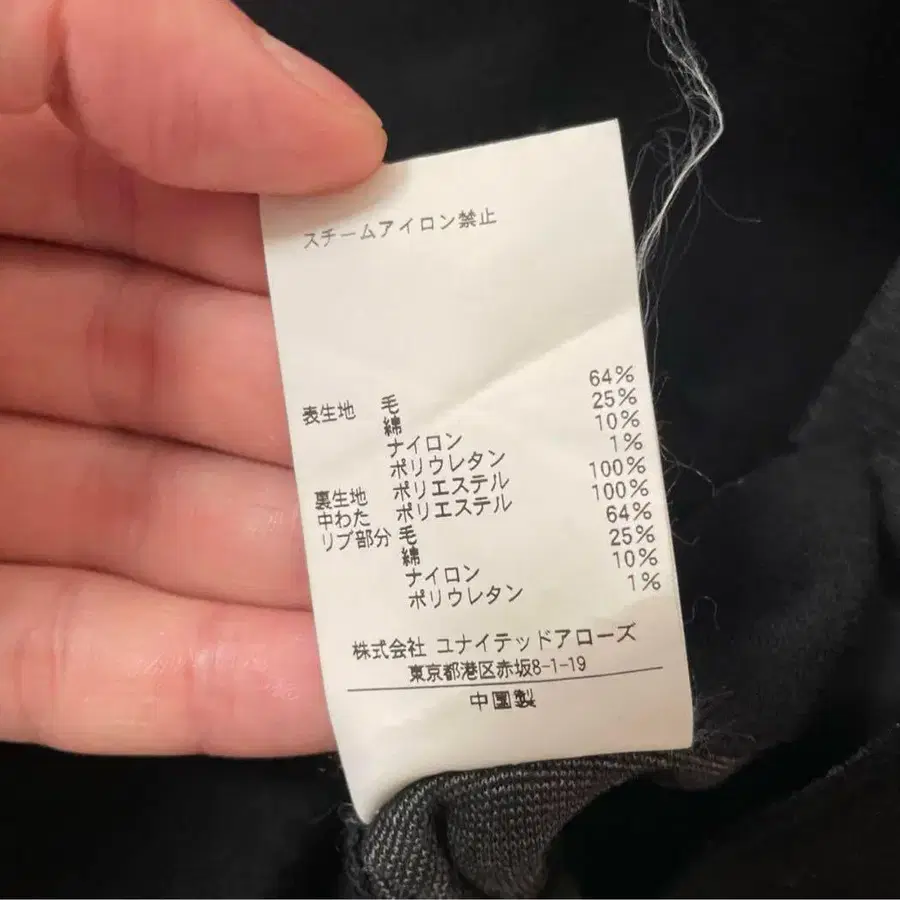 スチームアイロン禁止
表生地 毛 64%
綿 25%
ナイロン 10%
ポリウレタン 1%
裏生地 ポリエステル 100%
中わた ポリエステル 100%
リブ部分 毛 64%
綿 25%
ナイロン 10%
ポリウレタン 1%
株式会社 ユナイテッドアローズ
東京都港区赤坂8-1-19
中国製